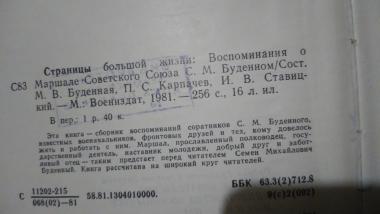 Страницы большой жизни: Воспоминания о
С83 Маршале Советского Союза С. М. Буденном/Сост.
М. В. Буденная, П. С. Карпачев, И. В. Ставиц-
кий.— М.: Воениздат, 1981.—256 с., 16 л. ил.
В пер.: 1 р. 40 к.
Эта книга — сборник воспоминаний соратников С. М. Буденного,
известных военачальников, фронтовых друзей и тех, кому довелось
жить и работать с ним. Маршал, прославленный полководец, госу-
дарственный деятель, наставник молодежи, добрый друг и забот-
ливый отец — таким предстает перед читателем Семен Михайлович
Буденный. Книга рассчитана на широкий круг читателей.
С 11202-215
068(02)—81 58.81.1304010000.
ББК 63.3(2)712.8
9(с)2(092)